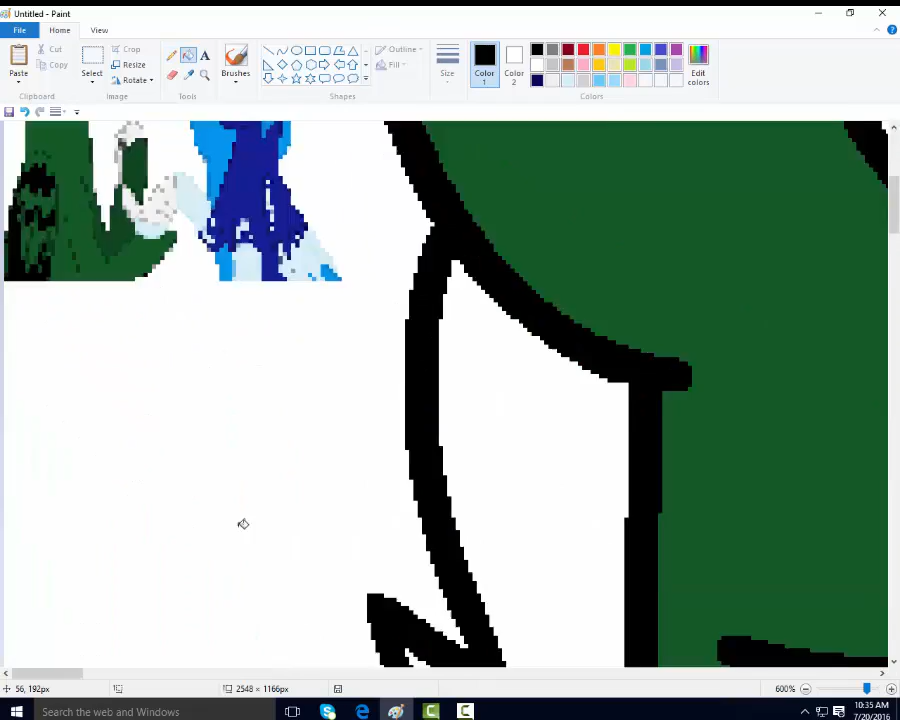 Untitled - Paint
File Home View
Paste Cut Copy Select Crop Resize Rotate A Brushes Outline Fill Size Color 1 Color 2 Edit colors
Clipboard Image Tools Shapes Colors
56, 192px 2548 × 1166px 600%
Search the web and Windows 10:35 AM
7/20/2016